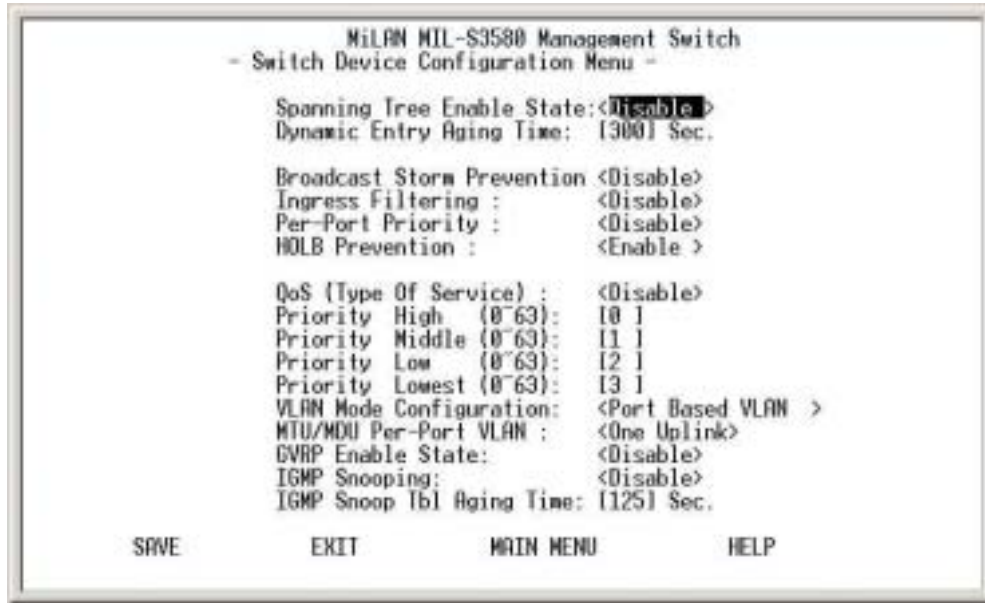 MiLAN MIL-S3580 Management Switch
- Switch Device Configuration Menu -
Spanning Tree Enable State:<Disable >
Dynamic Entry Aging Time: [300] Sec.
Broadcast Storm Prevention <Disable>
Ingress Filtering : <Disable>
Per-Port Priority : <Disable>
HOLB Prevention : <Enable >
QoS (Type Of Service) : <Disable>
Priority High (0~63): [0 ]
Priority Middle (0~63): [1 ]
Priority Low (0~63): [2 ]
Priority Lowest (0~63): [3 ]
VLAN Mode Configuration: <Port Based VLAN >
MTU/MDU Per-Port VLAN : <One Uplink>
GVRP Enable State: <Disable>
IGMP Snooping: <Disable>
IGMP Snoop Tbl Aging Time: [125] Sec.
SAVE EXIT MAIN MENU HELP